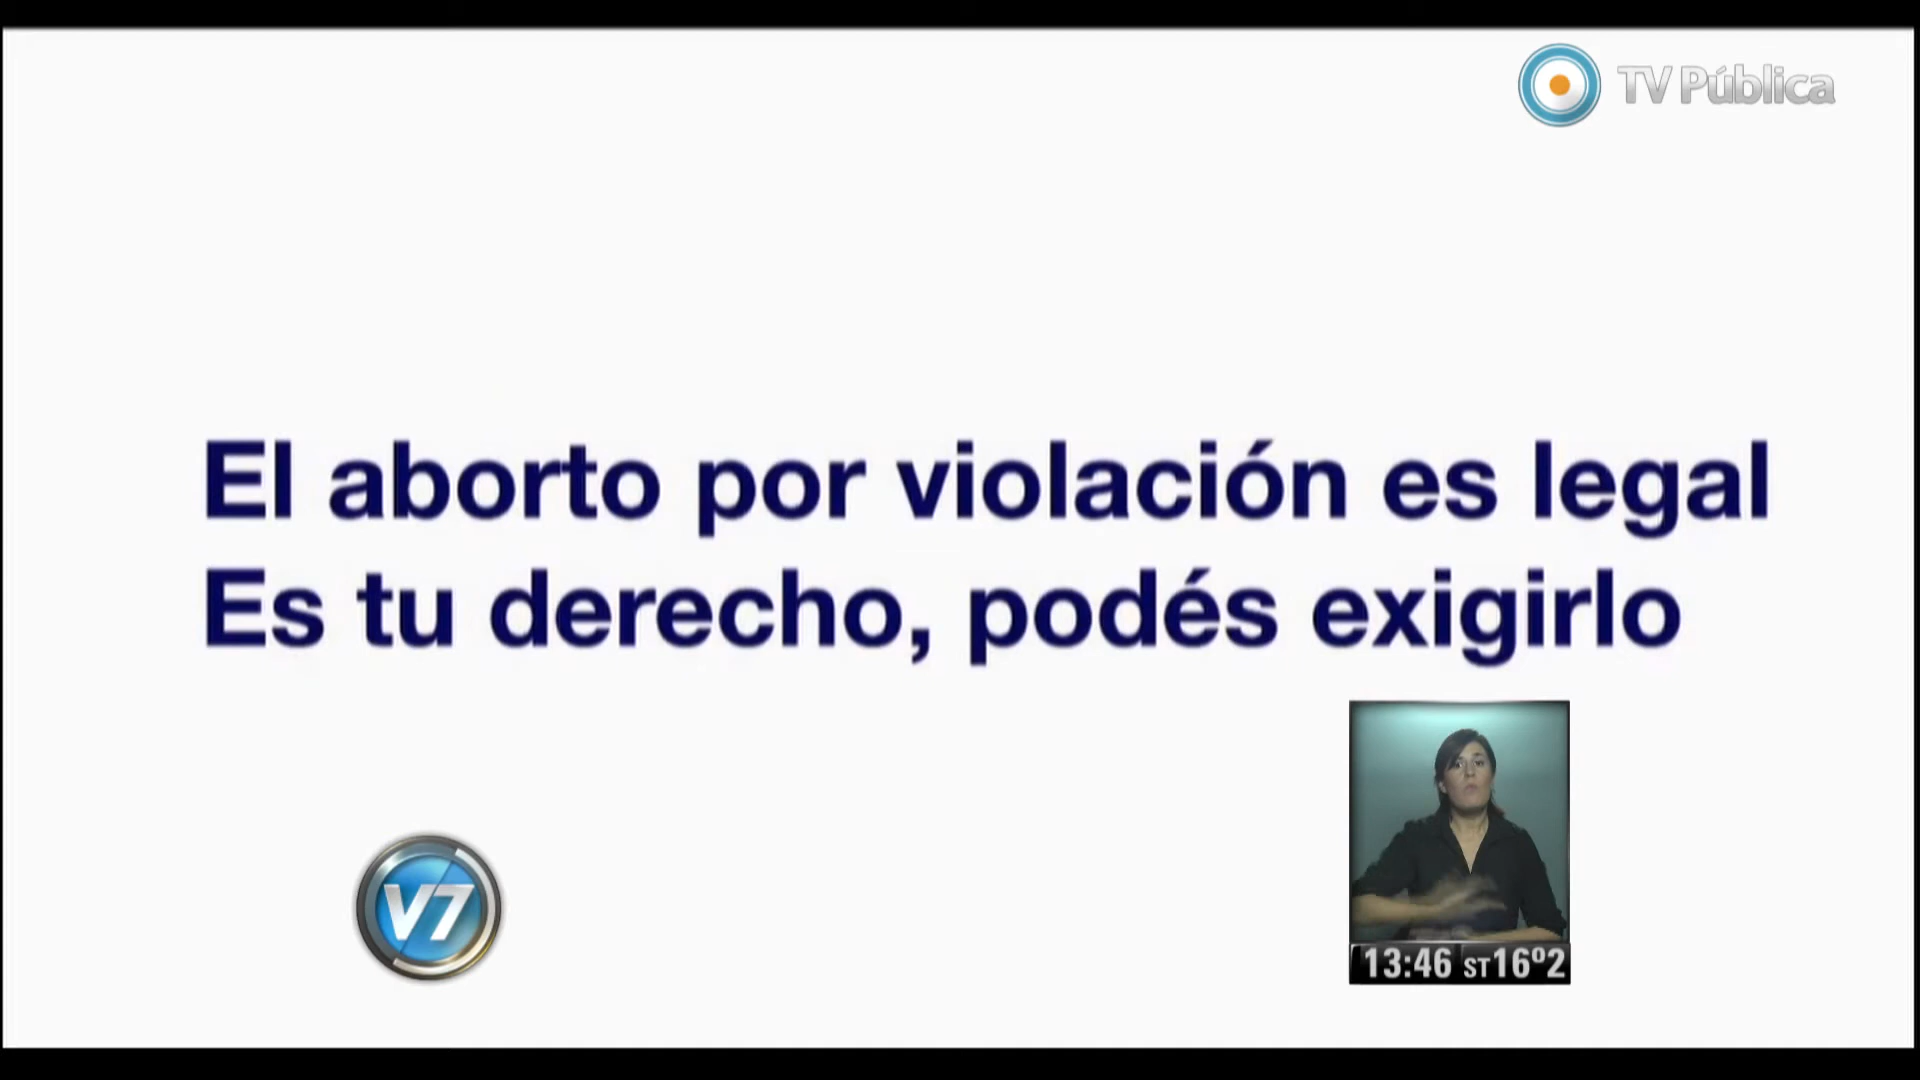 TV Pública
El aborto por violación es legal
Es tu derecho, podés exigirlo
V7
13:46 ST16º2